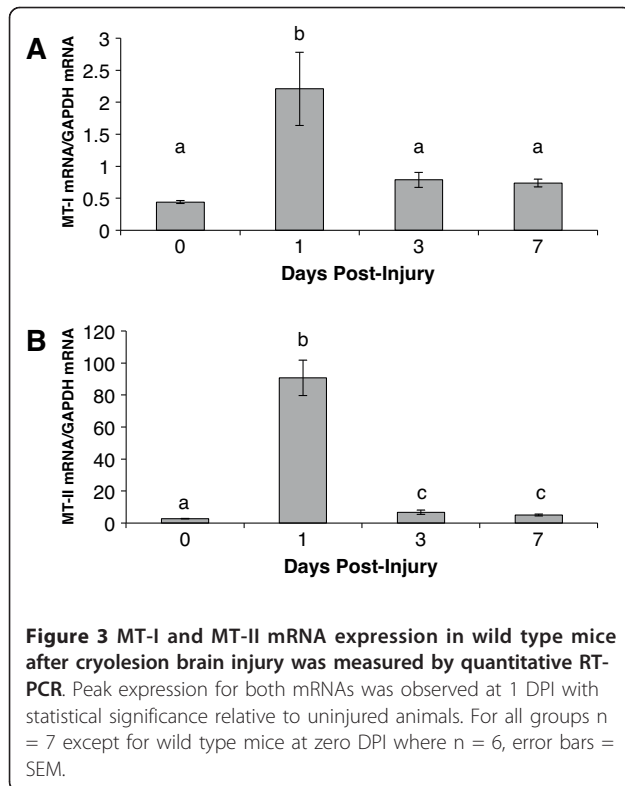 A
MT-I mRNA/GAPDH mRNA
3
2.5
2
1.5
1
0.5
0
a
b
a
a
0 1 3 7
Days Post-Injury
B
MT-II mRNA/GAPDH mRNA
120
100
80
60
40
20
0
a
b
c
c
0 1 3 7
Days Post-Injury
Figure 3 MT-I and MT-II mRNA expression in wild type mice
after cryolesion brain injury was measured by quantitative RT-
PCR. Peak expression for both mRNAs was observed at 1 DPI with
statistical significance relative to uninjured animals. For all groups n
= 7 except for wild type mice at zero DPI where n = 6, error bars =
SEM.